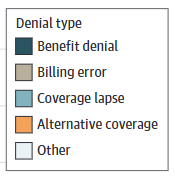 Denial type
Benefit denial
Billing error
Coverage lapse
Alternative coverage
Other